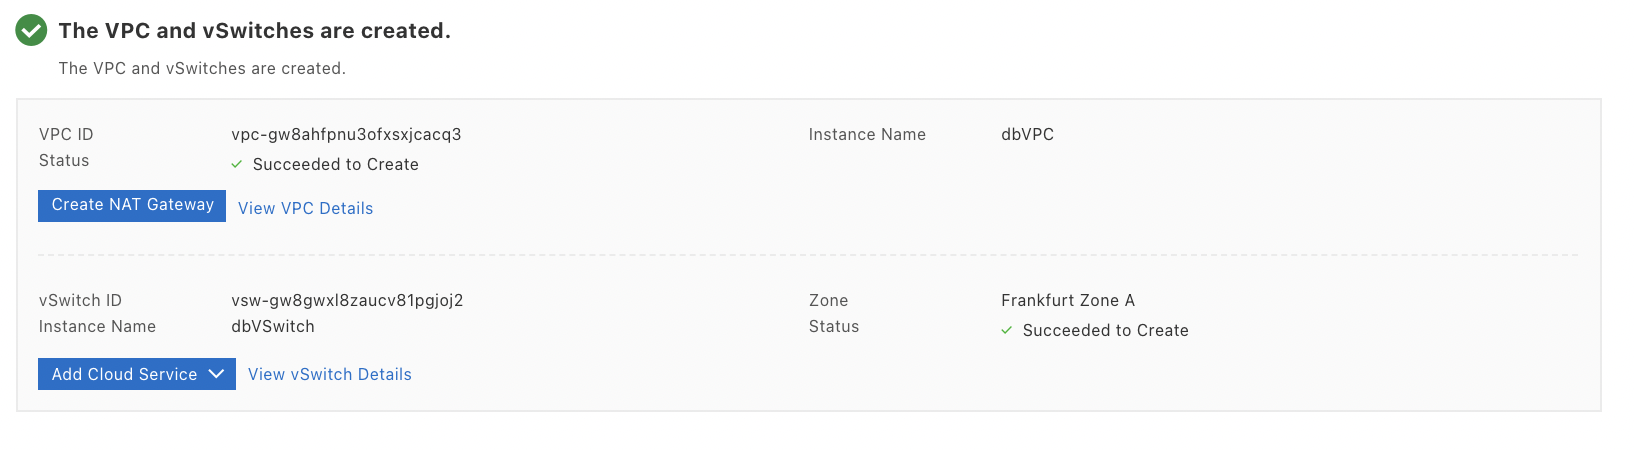 The VPC and vSwitches are created.
The VPC and vSwitches are created.
VPC ID vpc-gw8ahfpnu3ofxsxjcacq3 Instance Name dbVPC
Status Succeeded to Create
Create NAT Gateway View VPC Details
vSwitch ID vsw-gw8gwxl8zaucv81pgjoj2 Zone Frankfurt Zone A
Instance Name dbVSwitch Status Succeeded to Create
Add Cloud Service View vSwitch Details